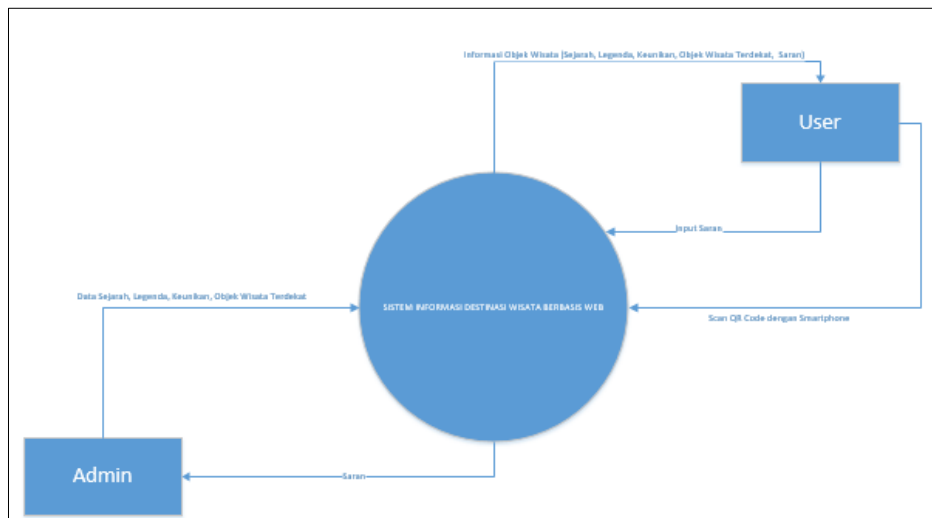 Informasi Objek Wisata (Sejarah, Legenda, Keunikan, Objek Wisata Terdekat, Saran)
User
Input Saran
Data Sejarah, Legenda, Keunikan, Objek Wisata Terdekat
SISTEM INFORMASI DESTINASI WISATA BERBASIS WEB
Scan QR Code dengan Smartphone
Admin
Saran